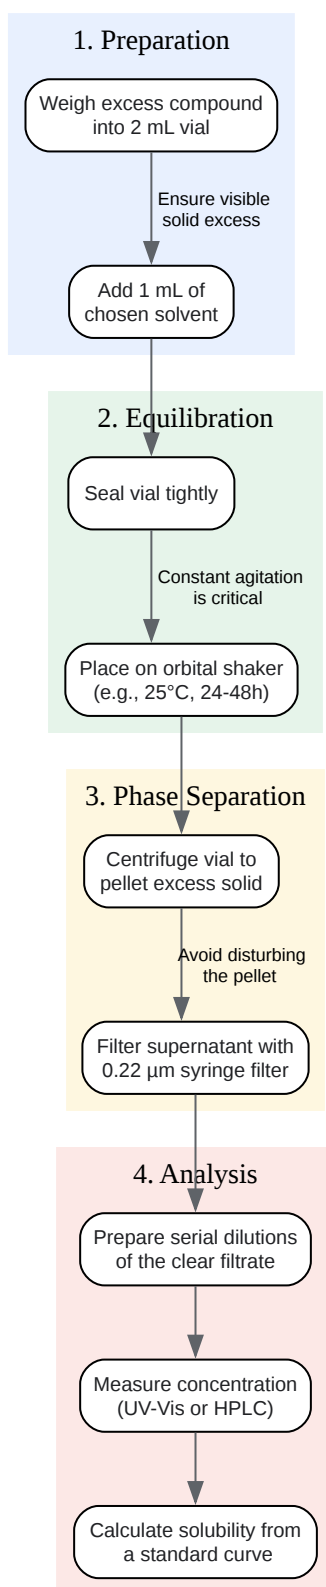 1. Preparation
Weigh excess compound
into 2 mL vial
Ensure visible
solid excess
Add 1 mL of
chosen solvent
2. Equilibration
Seal vial tightly
Constant agitation
is critical
Place on orbital shaker
(e.g., 25°C, 24-48h)
3. Phase Separation
Centrifuge vial to
pellet excess solid
Avoid disturbing
the pellet
Filter supernatant with
0.22 µm syringe filter
4. Analysis
Prepare serial dilutions
of the clear filtrate
Measure concentration
(UV-Vis or HPLC)
Calculate solubility from
a standard curve